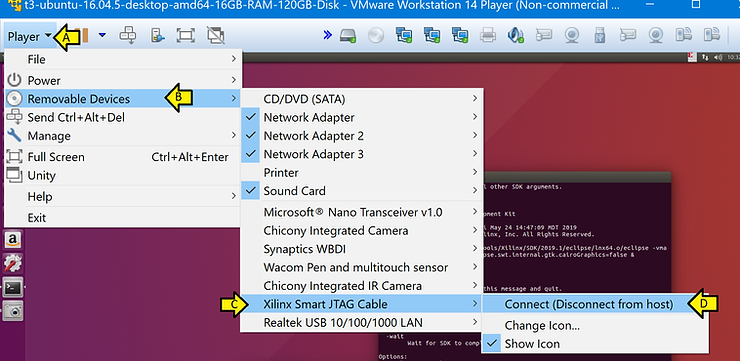 t3-ubuntu-16.04.5-desktop-amd64-16GB-RAM-120GB-Disk - VMware Workstation 14 Player (Non-commercial
Player
A
File
Power
Removable Devices
B
Send Ctrl+Alt+Del
Manage
Full Screen Ctrl+Alt+Enter
Unity
Help
Exit
CD/DVD (SATA)
Network Adapter
Network Adapter 2
Network Adapter 3
Printer
Sound Card
Microsoft® Nano Transceiver v1.0
Chicony Integrated Camera
Synaptics WBDI
Wacom Pen and multitouch sensor
Chicony Integrated IR Camera
C
Xilinx Smart JTAG Cable
Realtek USB 10/100/1000 LAN
Connect (Disconnect from host)
D
Change Icon...
Show Icon
l other SDK arguments.
opment Kit
May 24 14:47:09 MDT 2019
linx, Inc. All Rights Reserved.
ools/Xilinx/SDK/2019.1/eclipse/lnx64.o/eclipse -vma
eclipse.swt.internal.gtk.cairoGraphics=false &
this message and quit.
-wait
Wait for SDK to comp
Options: